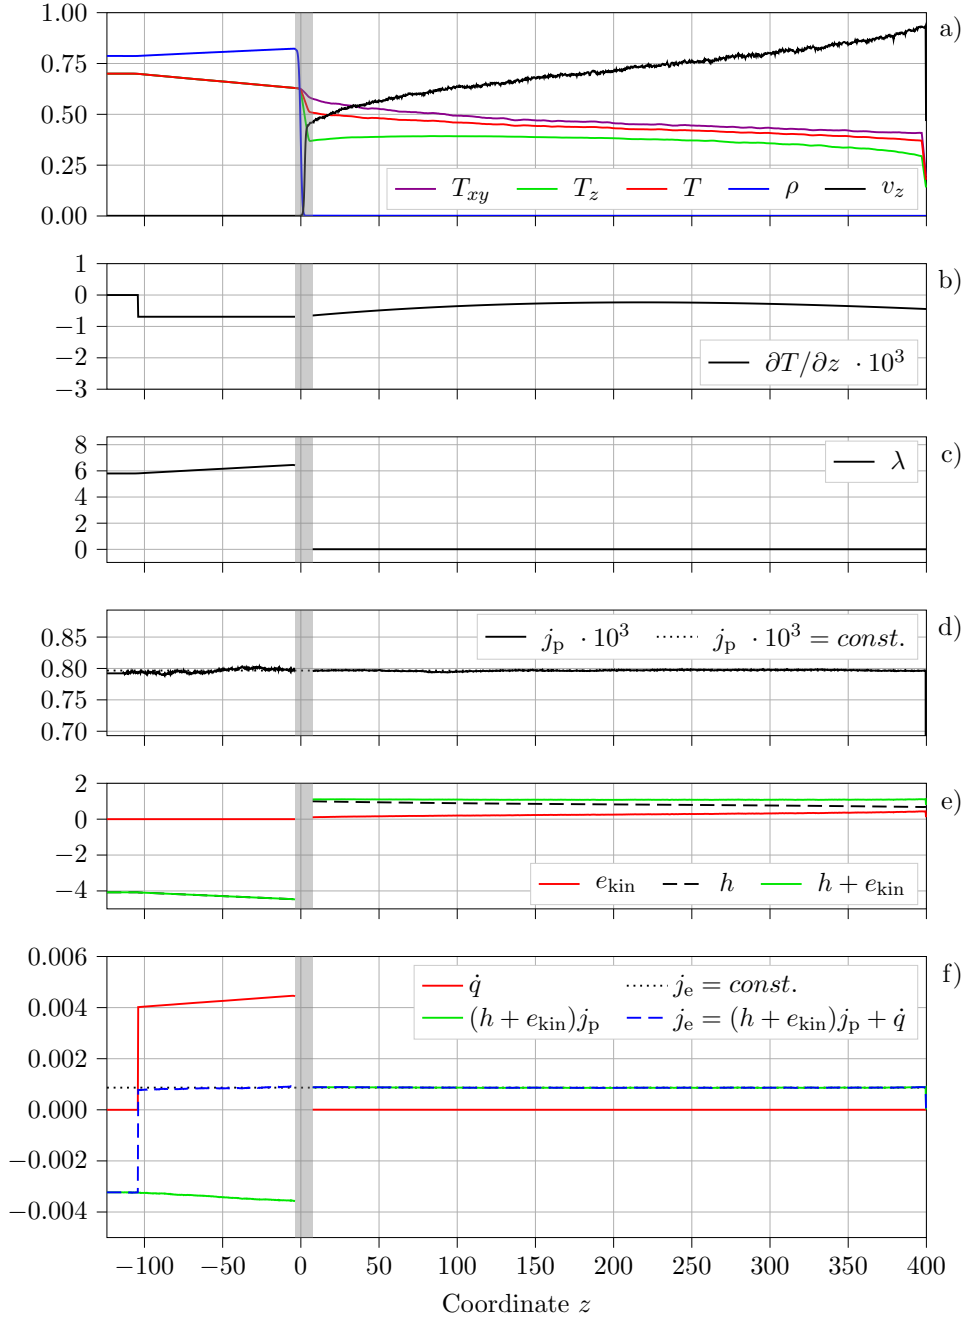 1.00
0.75
0.50
0.25
0.00
a)
T_{xy} T_z T ρ v_z
1
0
−1
−2
−3
b)
∂T/∂z · 10³
8
6
4
2
0
c)
λ
0.85
0.80
0.75
0.70
d)
j_p · 10³ j_p · 10³ = const.
2
0
−2
−4
e)
e_kin h h + e_kin
0.006
0.004
0.002
0.000
−0.002
−0.004
f)
q̇ j_e = const.
(h + e_kin)j_p j_e = (h + e_kin)j_p + q̇
−100 −50 0 50 100 150 200 250 300 350 400
Coordinate z